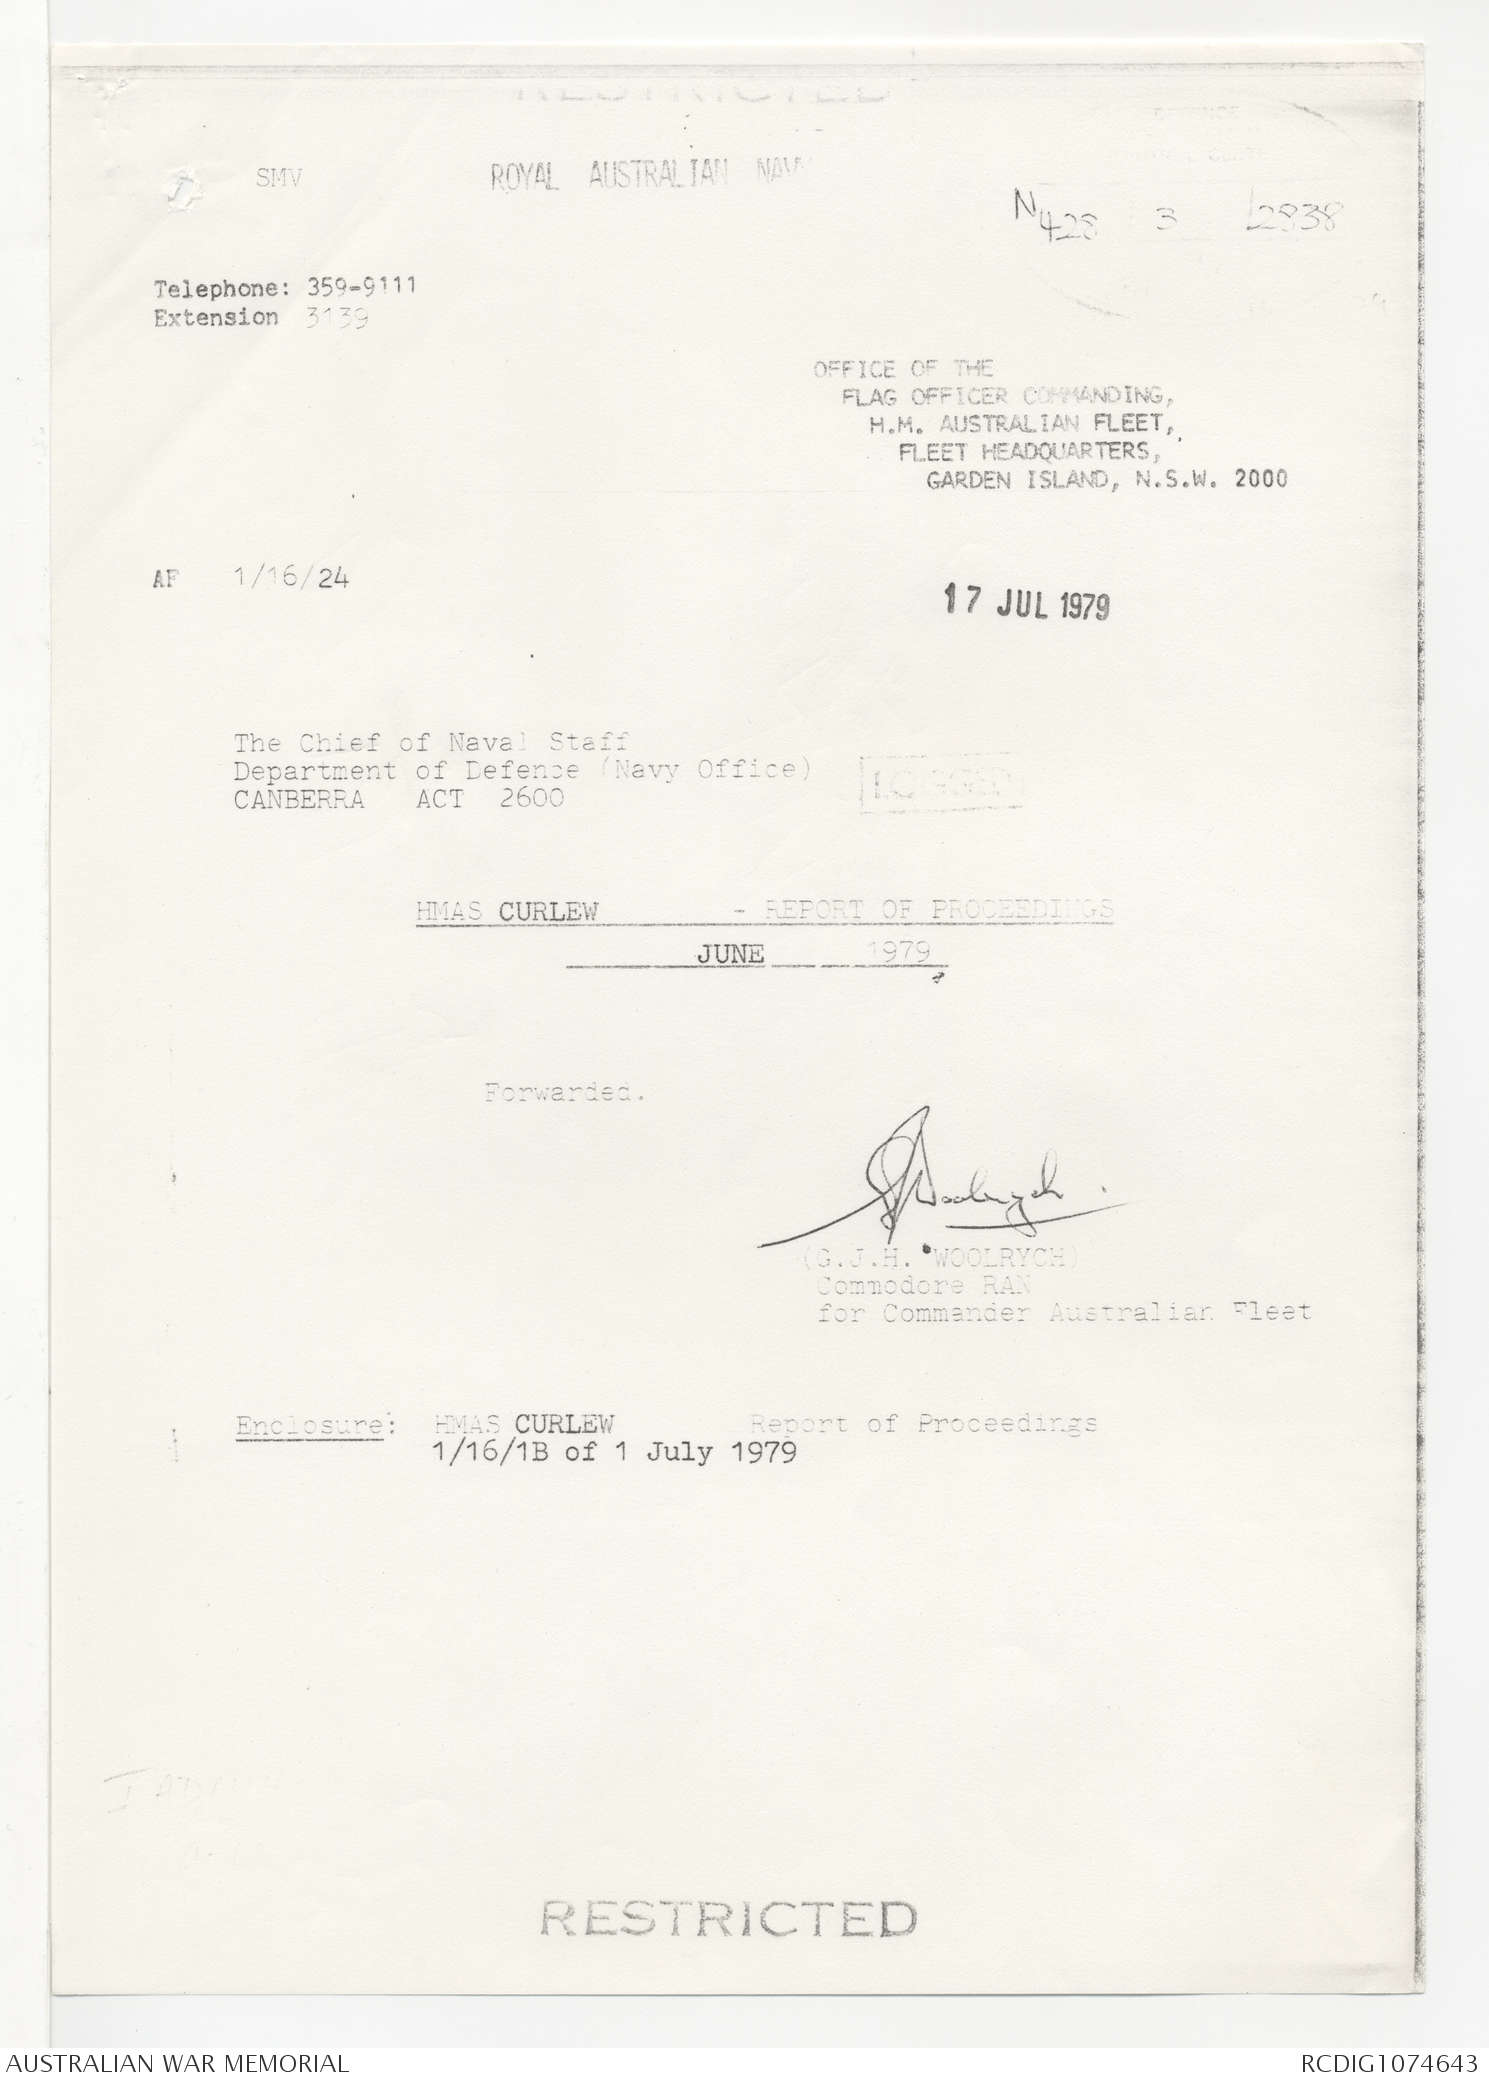 RESTRICTED
SMV ROYAL AUSTRALIAN NAVY
N428 3 12838
Telephone: 359-9111
Extension 3139
OFFICE OF THE
FLAG OFFICER COMMANDING,
H.M. AUSTRALIAN FLEET,
FLEET HEADQUARTERS,
GARDEN ISLAND, N.S.W. 2000
AF 1/16/24
17 JUL 1979
The Chief of Naval Staff
Department of Defence (Navy Office)
CANBERRA ACT 2600
HMAS CURLEW - REPORT OF PROCEEDINGS
JUNE 1979
Forwarded.
(G.J.H. WOOLRYCH)
Commodore RAN
for Commander Australian Fleet
Enclosure: HMAS CURLEW Report of Proceedings
1/16/1B of 1 July 1979
RESTRICTED
AUSTRALIAN WAR MEMORIAL RCDIG1074643